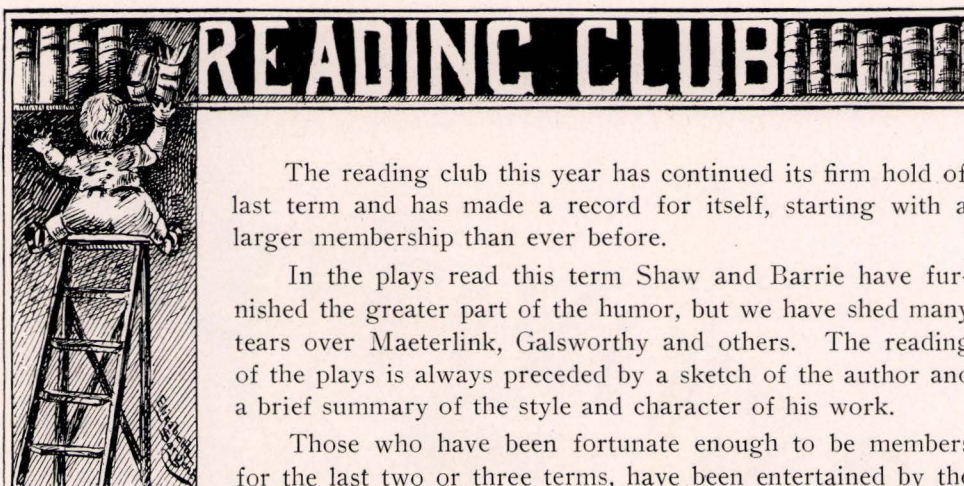 READING CLUB
The reading club this year has continued its firm hold of
last term and has made a record for itself, starting with a
larger membership than ever before.
In the plays read this term Shaw and Barrie have fur-
nished the greater part of the humor, but we have shed many
tears over Maeterlink, Galsworthy and others. The reading
of the plays is always preceded by a sketch of the author and
a brief summary of the style and character of his work.
Those who have been fortunate enough to be members
for the last two or three terms, have been entertained by the